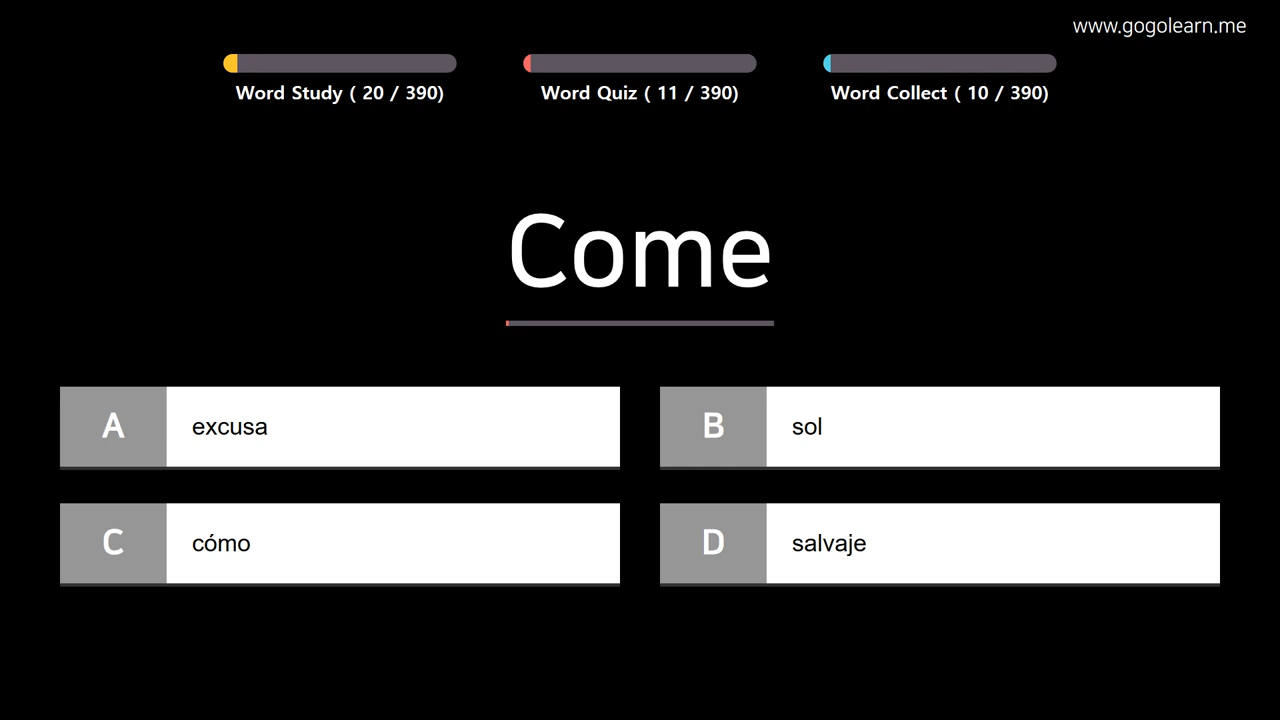 www.gogolearn.me
Word Study ( 20 / 390)
Word Quiz ( 11 / 390)
Word Collect ( 10 / 390)
Come
A excusa
B sol
C cómo
D salvaje